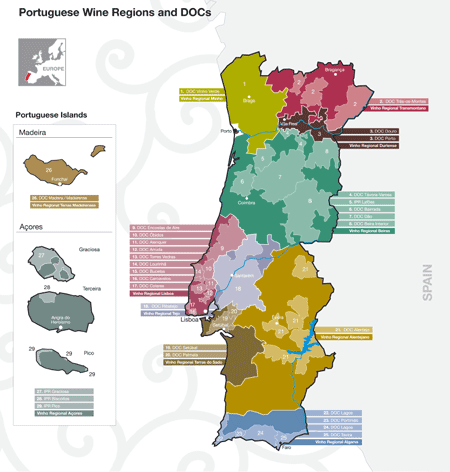 Portuguese Wine Regions and DOCs
EUROPE
Portuguese Islands
Madeira
26
Funchal
26. DOC Madeira / Madeirense
Vinho Regional Terras Madeirenses
Açores
27
Graciosa
28
Terceira
Angra do
Heroísmo
29
Pico
29
29
27. IPR Graciosa
28. IPR Biscoitos
29. IPR Pico
Vinho Regional Açores
1. DOC Vinho Verde
Vinho Regional Minho
1
Braga
Porto
Bragança
2
2
2
2. DOC Trás-os-Montes
Vinho Regional Transmontano
Vila Real
3
3. DOC Douro
3. DOC Porto
Vinho Regional Duriense
Coimbra
4. DOC Távora-Varosa
5. IPR Lafões
6. DOC Bairrada
7. DOC Dão
8. DOC Beira Interior
Vinho Regional Beiras
9. DOC Encostas de Aire
10. DOC Óbidos
11. DOC Alenquer
12. DOC Arruda
13. DOC Torres Vedras
14. DOC Lourinhã
15. DOC Bucelas
16. DOC Carcavelos
17. DOC Colares
Vinho Regional Lisboa
Santarém
18
Vinho Regional Tejo
Lisboa
Setúbal
19. DOC Setúbal
20. DOC Palmela
Vinho Regional Terras do Sado
21
21. DOC Alentejo
Vinho Regional Alentejano
22. DOC Lagos
23. DOC Portimão
24. DOC Lagoa
25. DOC Tavira
Vinho Regional Algarve
Faro
SPAIN